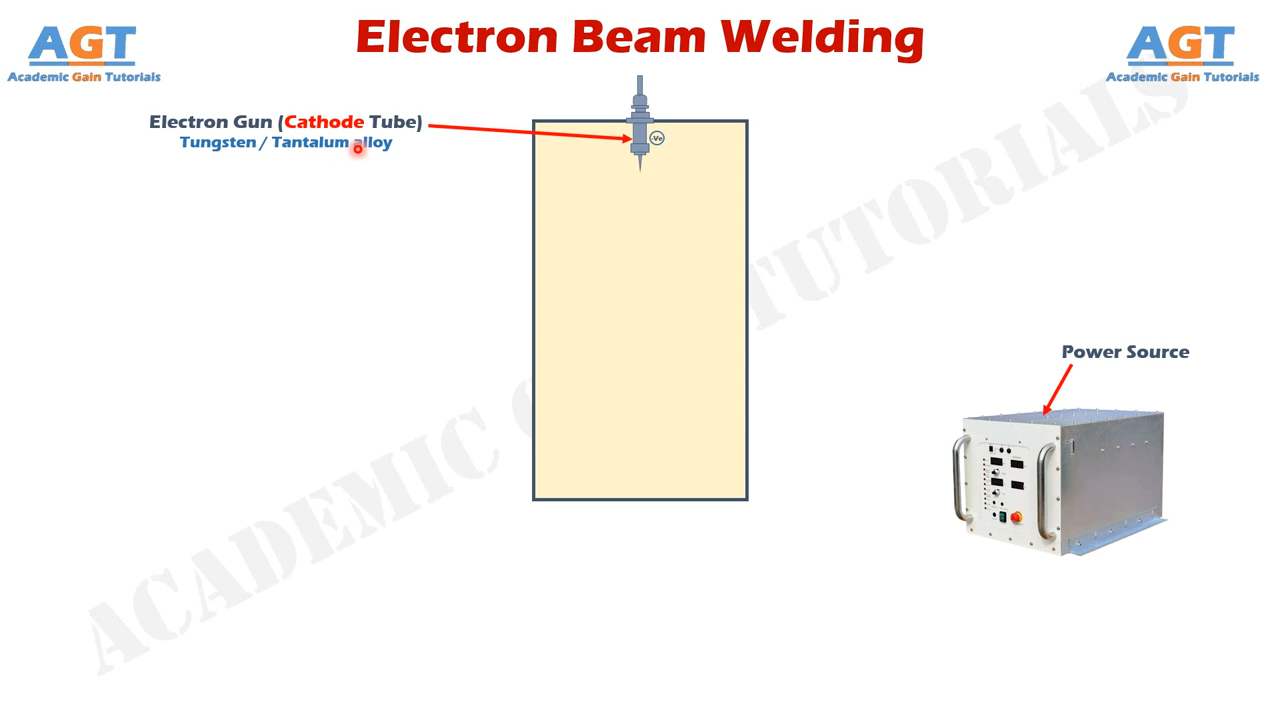 Electron Beam Welding
AGT
Academic Gain Tutorials
AGT
Academic Gain Tutorials
Electron Gun (Cathode Tube)
Tungsten / Tantalum alloy
-Ve
Power Source
ACADEMIC G TUTORIALS